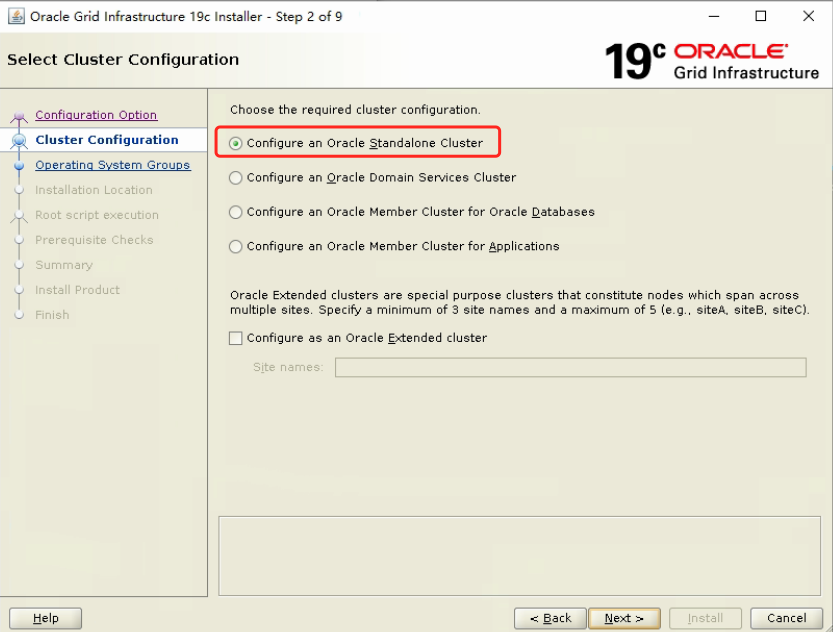 Oracle Grid Infrastructure 19c Installer - Step 2 of 9
Select Cluster Configuration
19c ORACLE
Grid Infrastructure
Configuration Option
Cluster Configuration
Operating System Groups
Installation Location
Root script execution
Prerequisite Checks
Summary
Install Product
Finish
Choose the required cluster configuration.
Configure an Oracle Standalone Cluster
Configure an Oracle Domain Services Cluster
Configure an Oracle Member Cluster for Oracle Databases
Configure an Oracle Member Cluster for Applications
Oracle Extended clusters are special purpose clusters that constitute nodes which span across
multiple sites. Specify a minimum of 3 site names and a maximum of 5 (e.g., siteA, siteB, siteC).
Configure as an Oracle Extended cluster
Site names:
Help
< Back
Next >
Install
Cancel